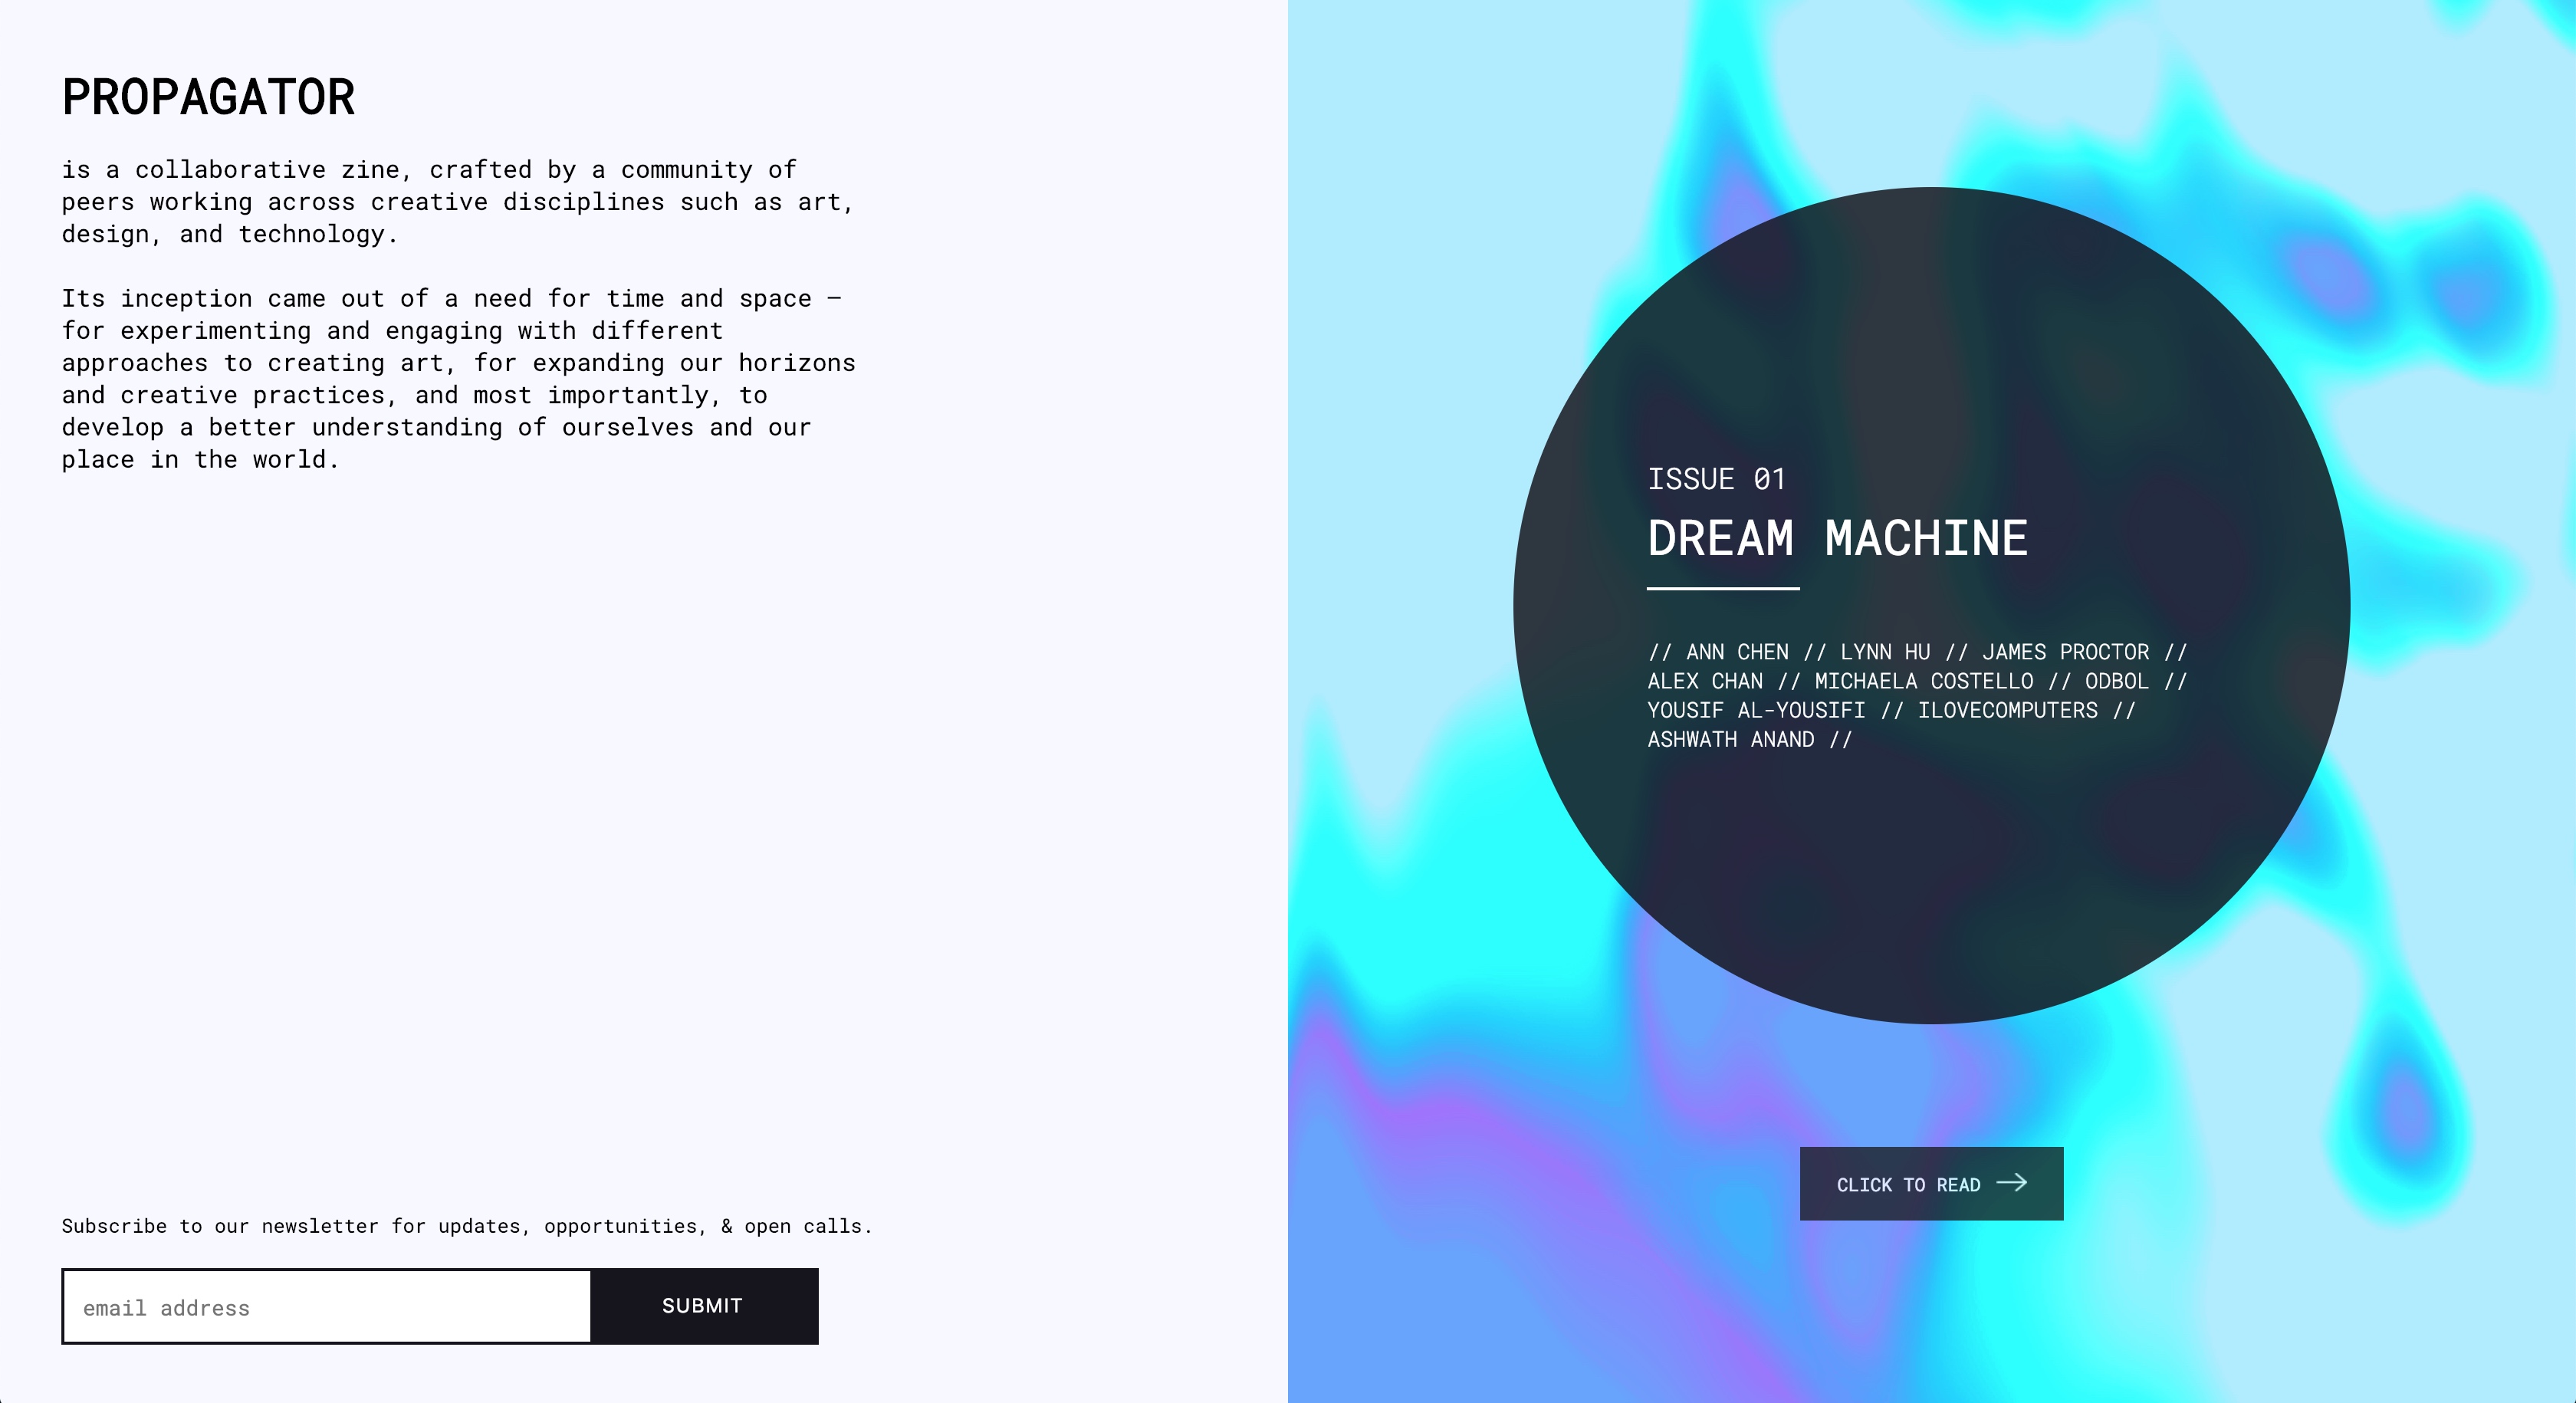 PROPAGATOR
is a collaborative zine, crafted by a community of
peers working across creative disciplines such as art,
design, and technology.
Its inception came out of a need for time and space –
for experimenting and engaging with different
approaches to creating art, for expanding our horizons
and creative practices, and most importantly, to
develop a better understanding of ourselves and our
place in the world.
Subscribe to our newsletter for updates, opportunities, & open calls.
email address
SUBMIT
ISSUE 01
DREAM MACHINE
// ANN CHEN // LYNN HU // JAMES PROCTOR //
ALEX CHAN // MICHAELA COSTELLO // ODBOL //
YOUSIF AL-YOUSIFI // ILOVECOMPUTERS //
ASHWATH ANAND //
CLICK TO READ →